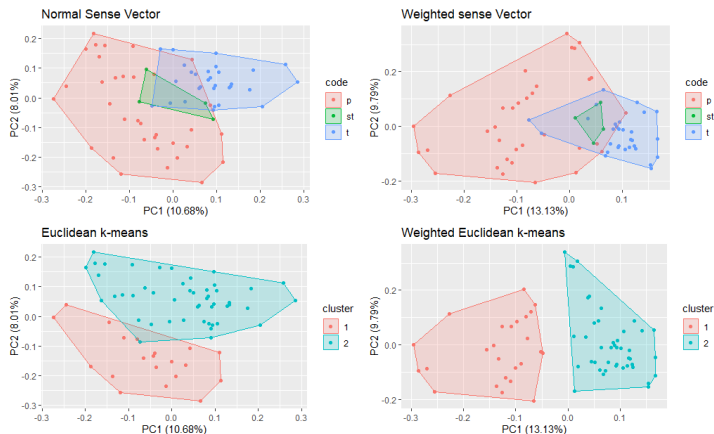 Normal Sense Vector
PC2 (8.01%)
0.2
0.1
0.0
-0.1
-0.2
-0.3
-0.3
-0.2
-0.1
0.0
0.1
0.2
0.3
PC1 (10.68%)
code
p
st
t
Weighted sense Vector
PC2 (9.79%)
0.2
0.0
-0.2
-0.3
-0.2
-0.1
0.0
0.1
PC1 (13.13%)
code
p
st
t
Euclidean k-means
PC2 (8.01%)
0.2
0.1
0.0
-0.1
-0.2
-0.3
-0.3
-0.2
-0.1
0.0
0.1
0.2
0.3
PC1 (10.68%)
cluster
1
2
Weighted Euclidean k-means
PC2 (9.79%)
0.2
0.0
-0.2
-0.3
-0.2
-0.1
0.0
0.1
PC1 (13.13%)
cluster
1
2